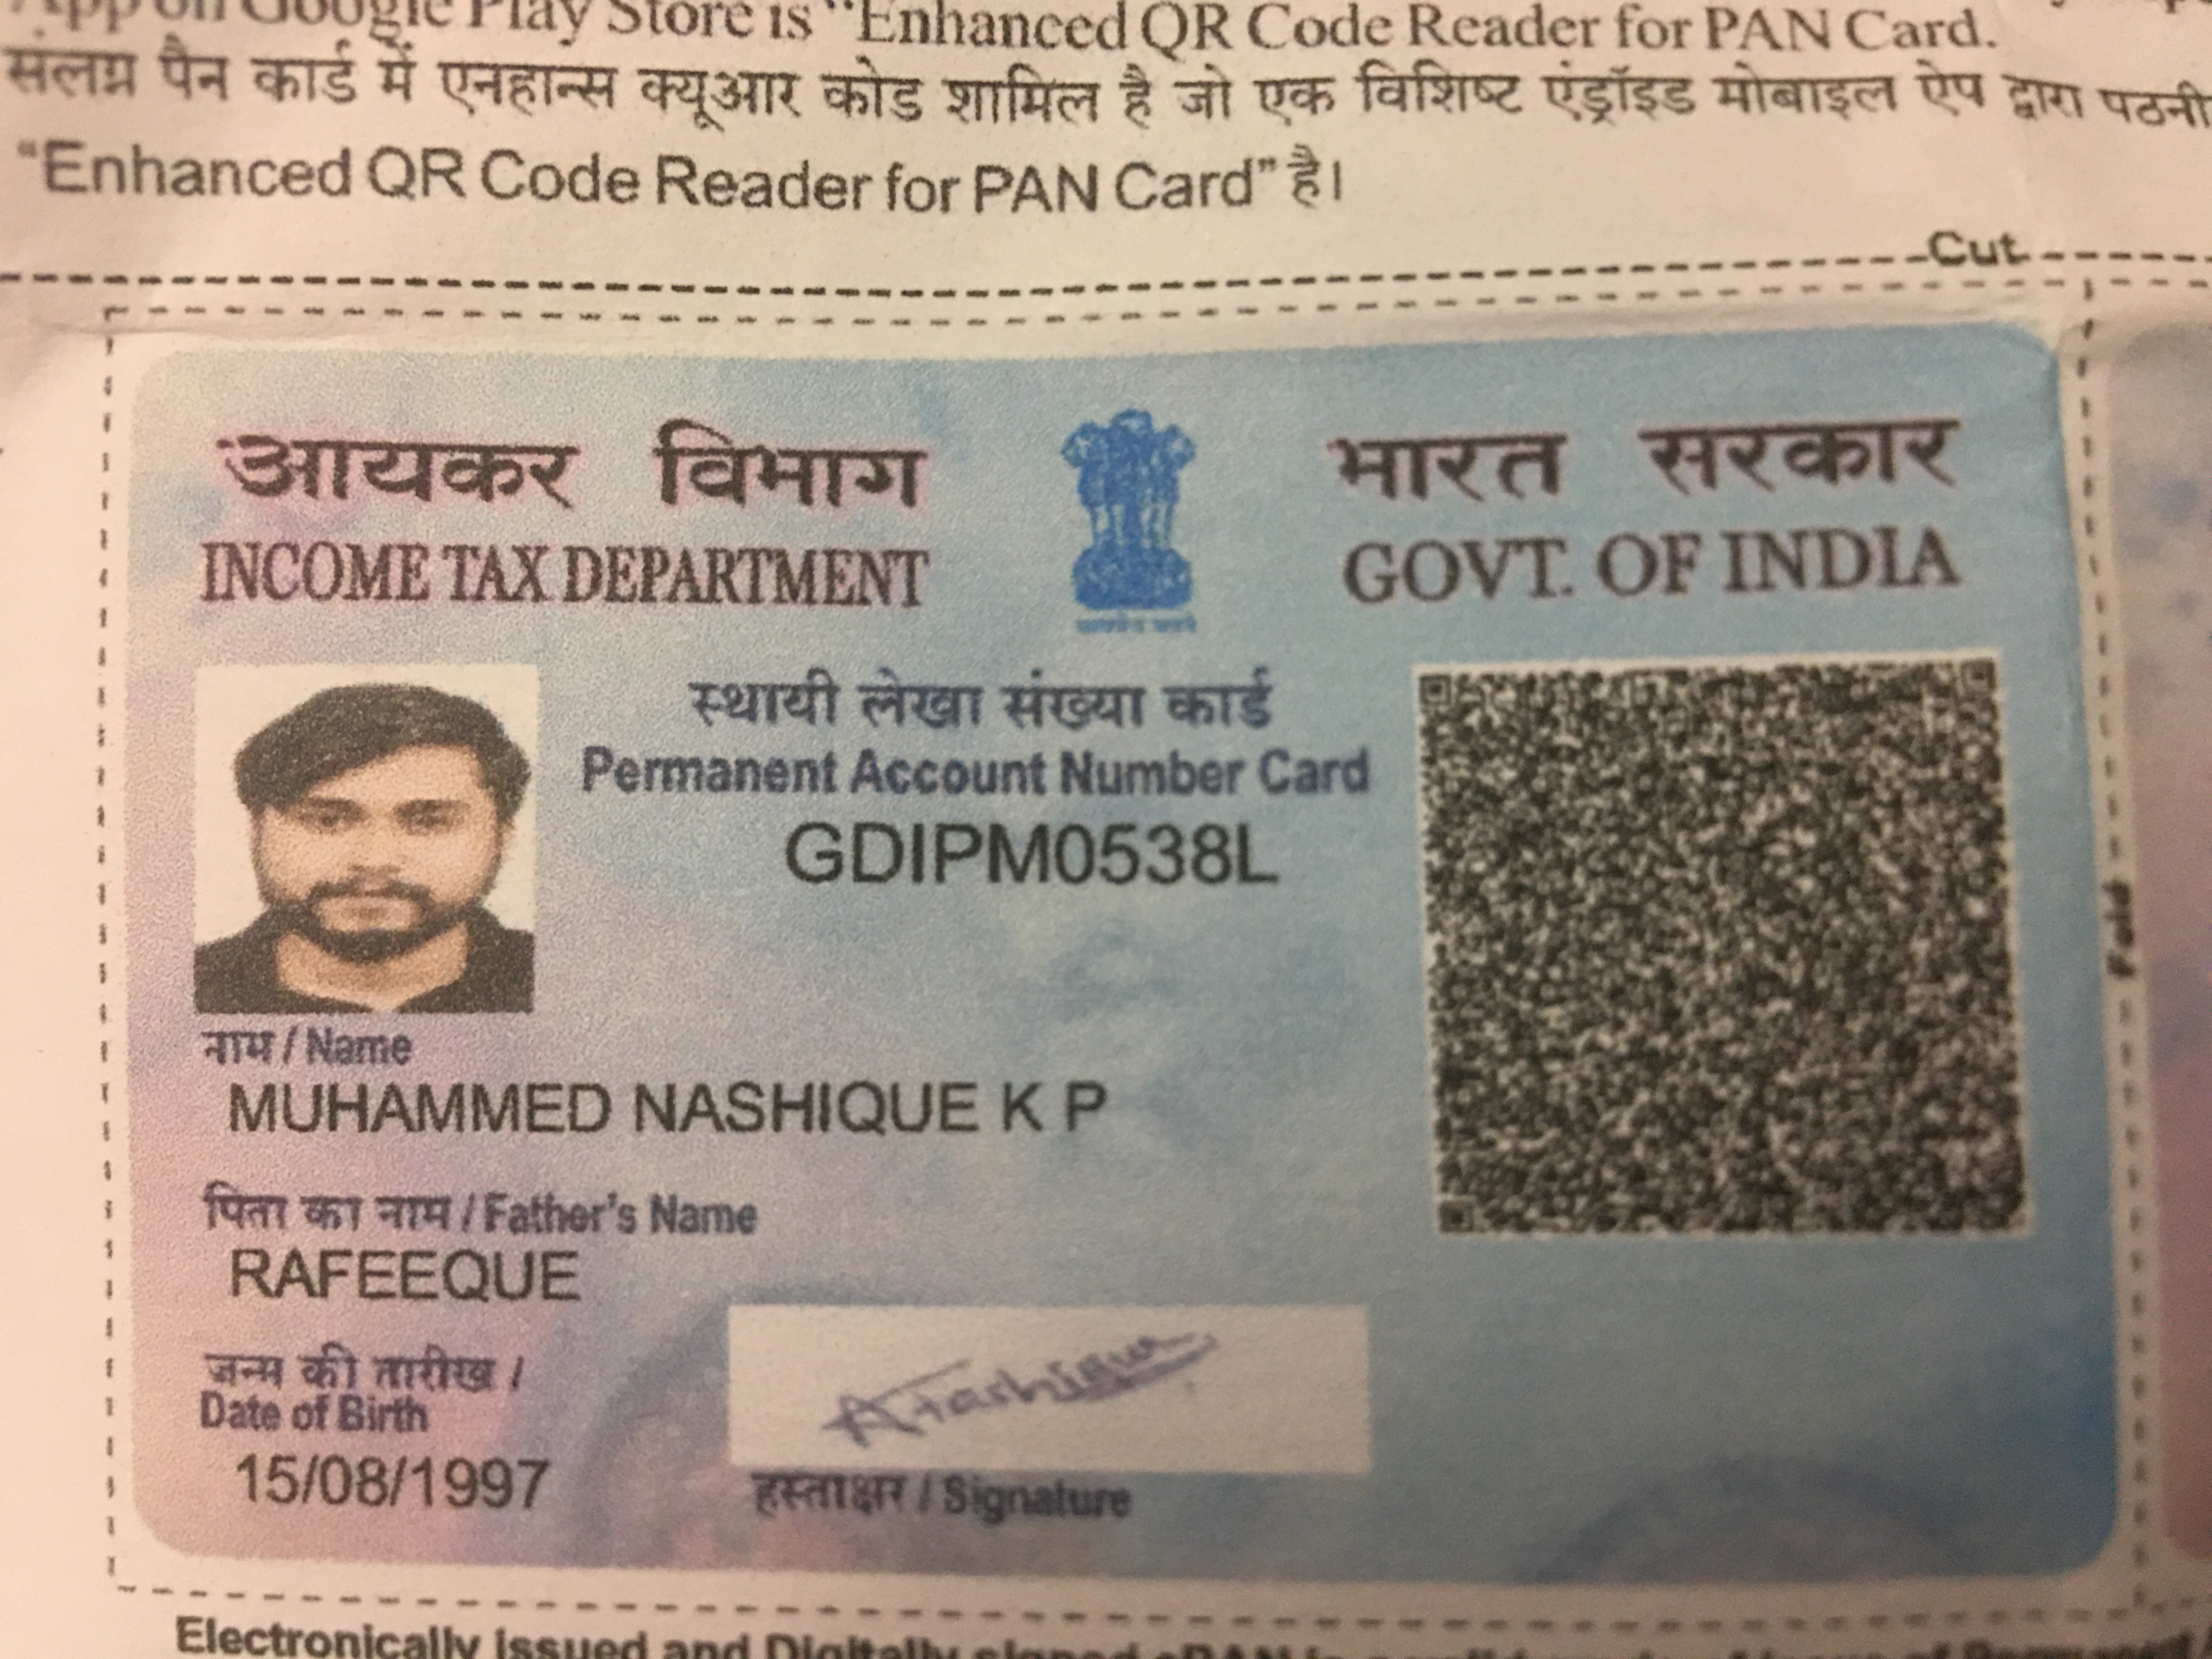 App on Google Play Store is "Enhanced QR Code Reader for PAN Card.
संलग्न पैन कार्ड में एनहान्स क्यूआर कोड शामिल है जो एक विशिष्ट एंड्रॉइड मोबाइल ऐप द्वारा पठनी
"Enhanced QR Code Reader for PAN Card" है।
Cut
आयकर विभाग
INCOME TAX DEPARTMENT
भारत सरकार
GOVT. OF INDIA
स्थायी लेखा संख्या कार्ड
Permanent Account Number Card
GDIPM0538L
नाम / Name
MUHAMMED NASHIQUE K P
पिता का नाम / Father's Name
RAFEEQUE
जन्म की तारीख /
Date of Birth
15/08/1997
हस्ताक्षर / Signature
Fold
Electronically issued and Digitally signed ePAN